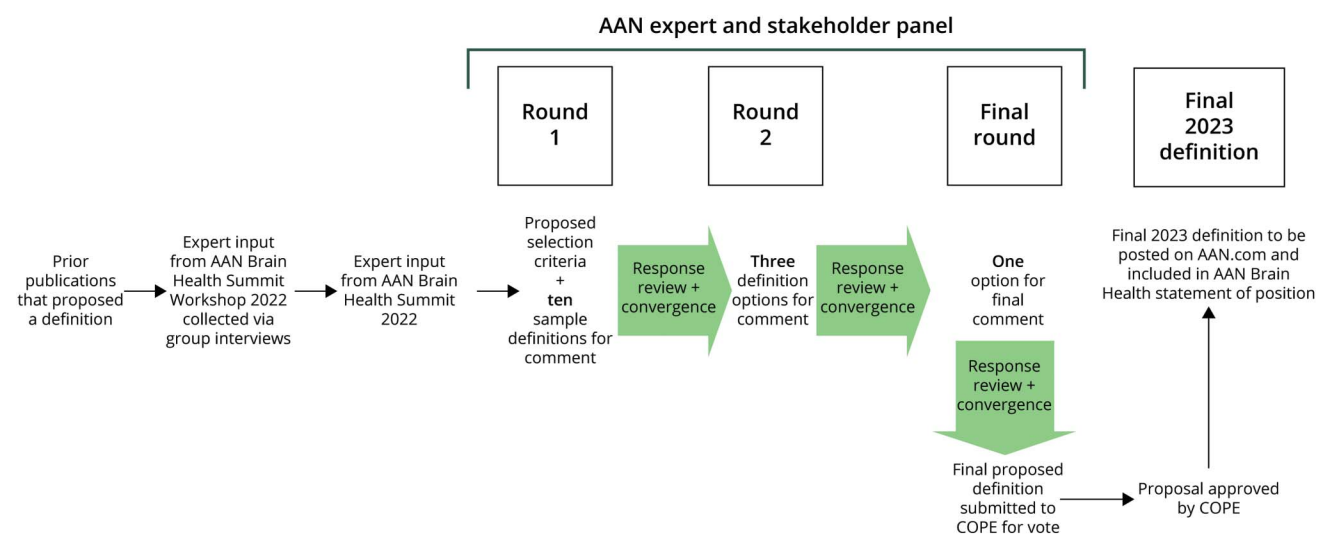 AAN expert and stakeholder panel
Round
1
Round
2
Final
round
Final
2023
definition
Prior
publications
that proposed
a definition
Expert input
from AAN Brain
Health Summit
Workshop 2022
collected via
group interviews
Expert input
from AAN Brain
Health Summit
2022
Proposed
selection
criteria
+
ten
sample
definitions for
comment
Response
review +
convergence
Three
definition
options for
comment
Response
review +
convergence
One
option for
final
comment
Response
review +
convergence
Final proposed
definition
submitted to
COPE for vote
Proposal approved
by COPE
Final 2023 definition to be
posted on AAN.com and
included in AAN Brain
Health statement of position